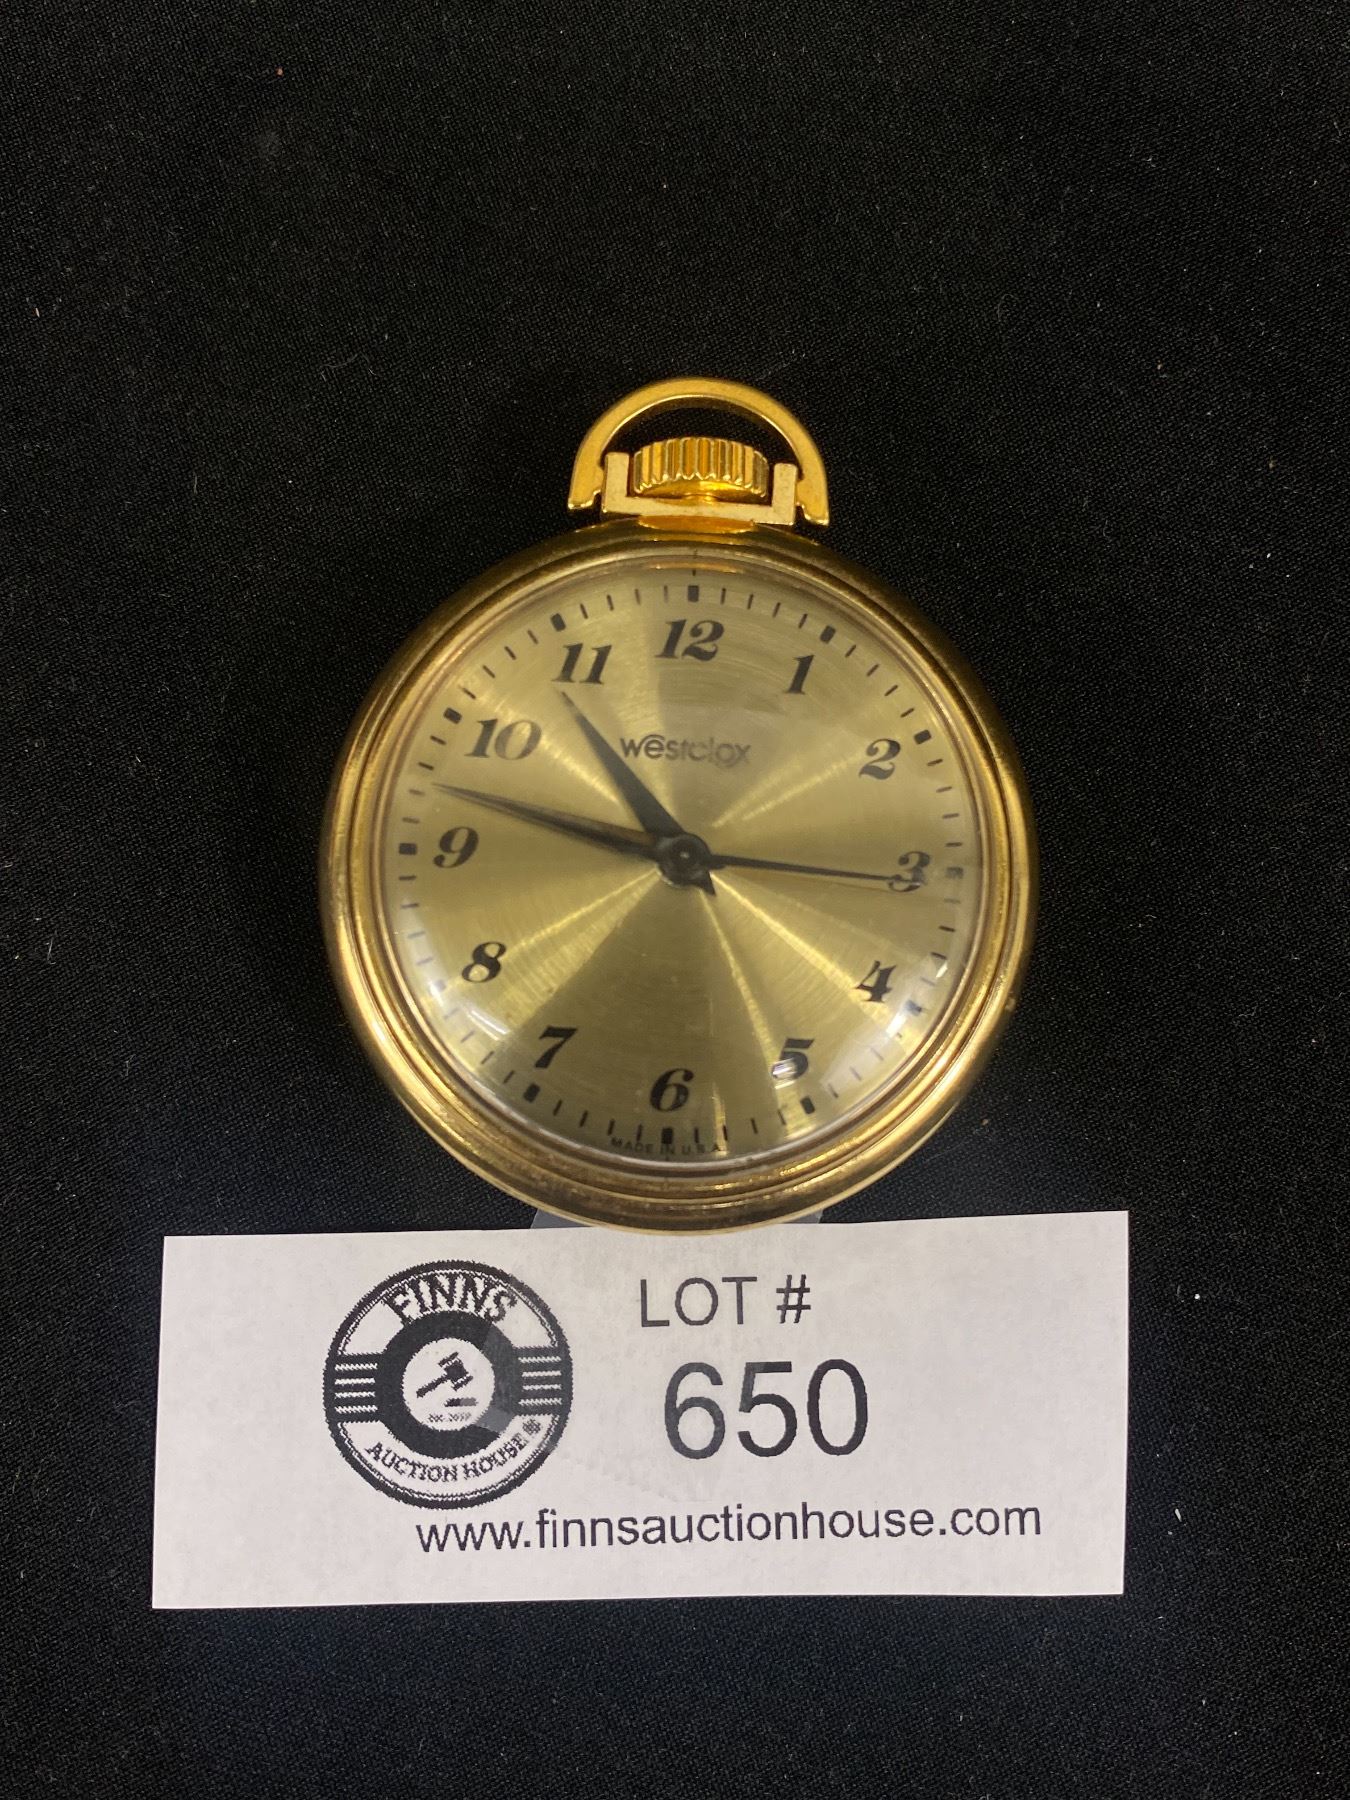 12
11
1
10
westclox
2
9
3
8
4
7
5
6
MADE IN U.S.A.
FINNS
AUCTION HOUSE
LOT #
650
www.finnsauctionhouse.com